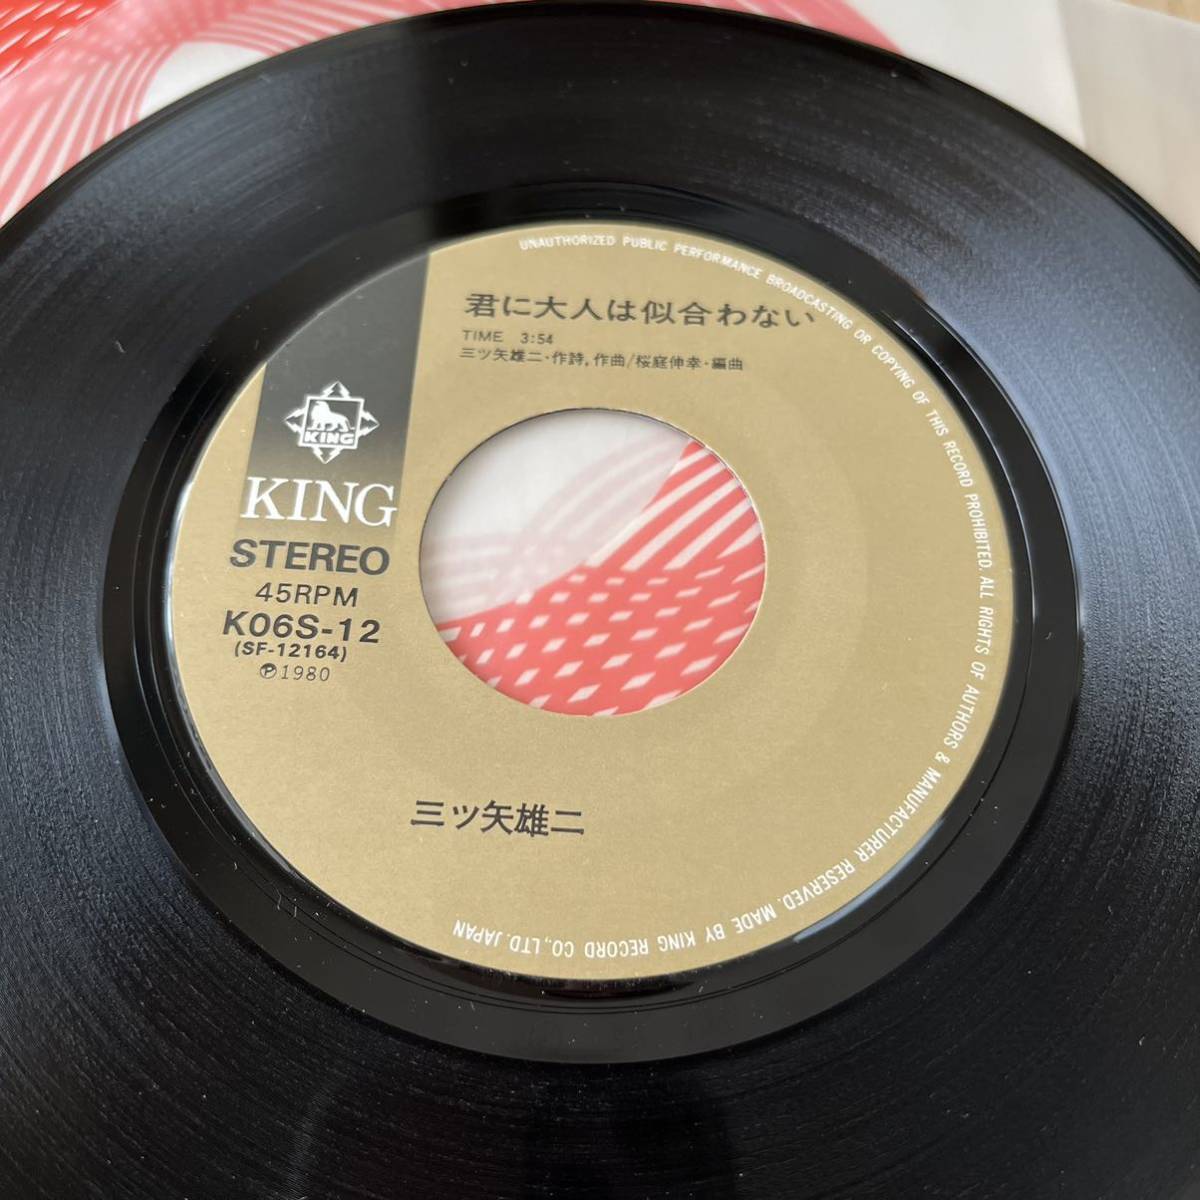 君に大人は似合わない
TIME 3:54
三ツ矢雄二・作詩,作曲/桜庭伸幸・編曲
KING
KING
STEREO
45RPM
K06S-12
(SF-12164)
Ⓟ1980
三ツ矢雄二
UNAUTHORIZED PUBLIC PERFORMANCE BROADCASTING OR COPYING OF THIS RECORD PROHIBITED. ALL RIGHTS OF AUTHORS & MANUFACTURER RESERVED. MADE BY KING RECORD CO.,LTD. JAPAN